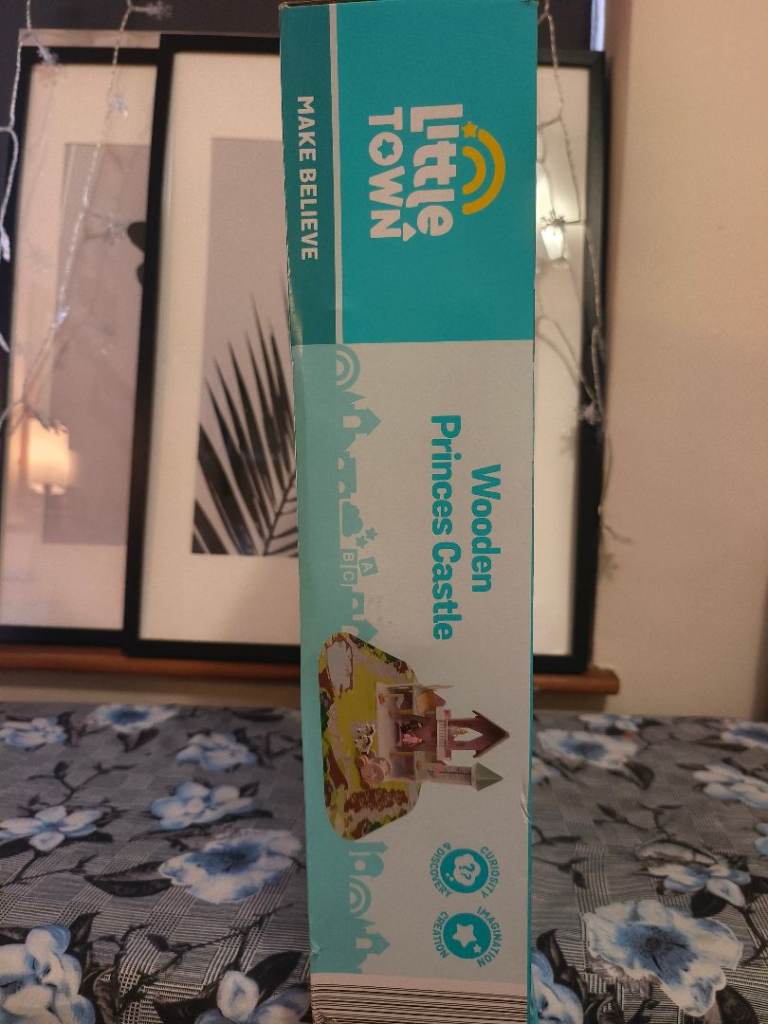 Little
TOWN
MAKE BELIEVE
Wooden
Princes Castle
A
B C
CURIOSITY
& DISCOVERY
IMAGINATION
CREATION